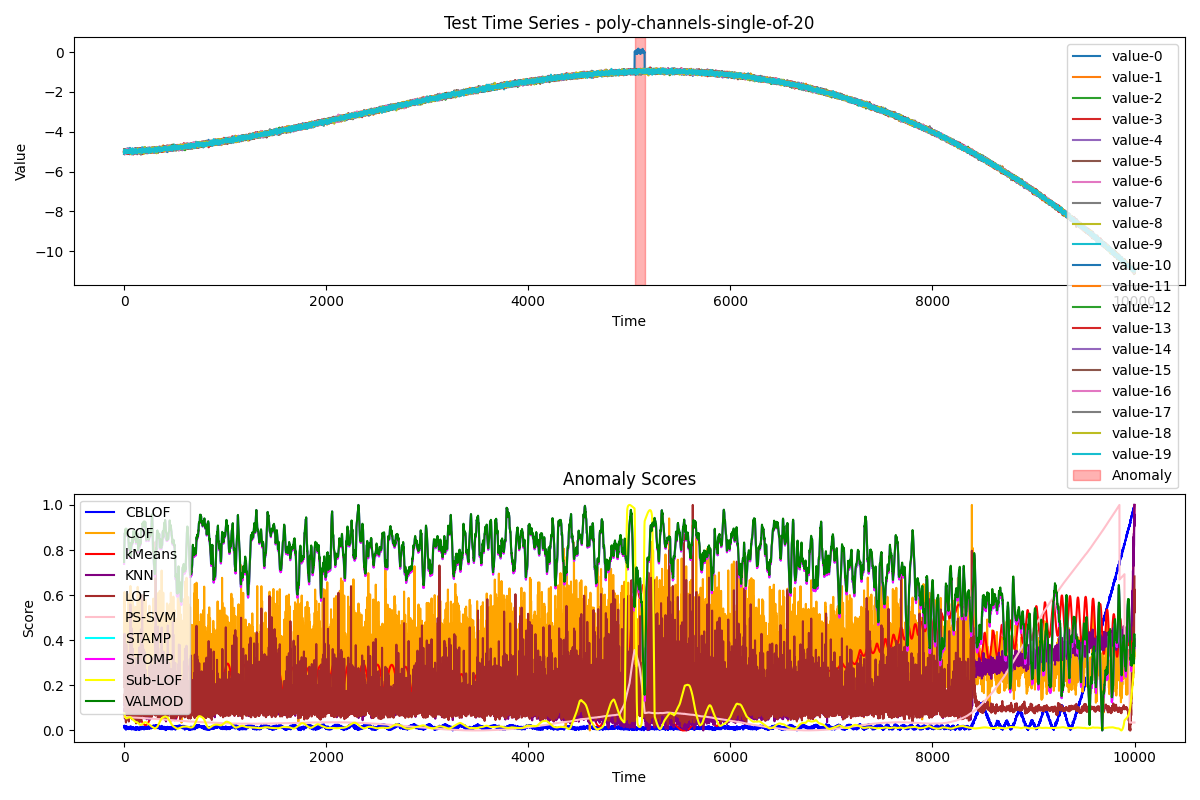 Test Time Series - poly-channels-single-of-20
Value
0
−2
−4
−6
−8
−10
0
2000
4000
6000
8000
10000
Time
value-0
value-1
value-2
value-3
value-4
value-5
value-6
value-7
value-8
value-9
value-10
value-11
value-12
value-13
value-14
value-15
value-16
value-17
value-18
value-19
Anomaly
Anomaly Scores
Score
1.0
0.8
0.6
0.4
0.2
0.0
CBLOF
COF
kMeans
KNN
LOF
PS-SVM
STAMP
STOMP
Sub-LOF
VALMOD
0
2000
4000
6000
8000
10000
Time